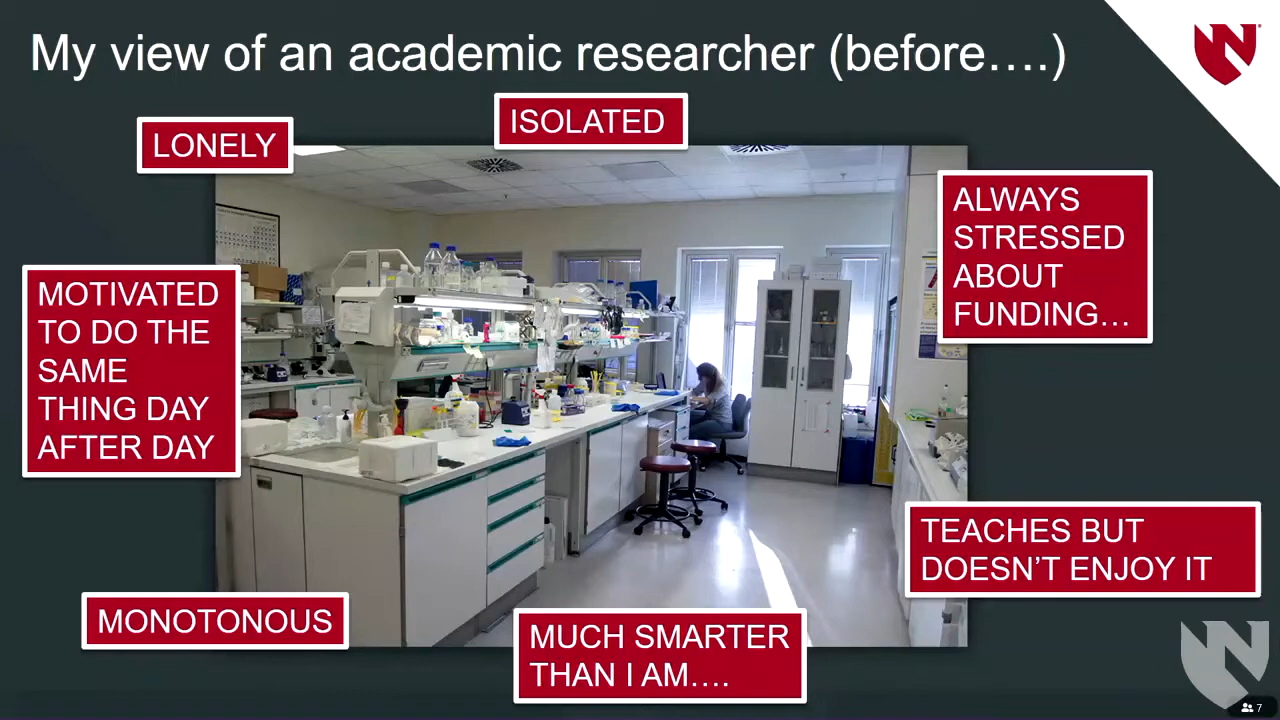 My view of an academic researcher (before….)
ISOLATED
LONELY
ALWAYS
STRESSED
ABOUT
FUNDING…
MOTIVATED
TO DO THE
SAME
THING DAY
AFTER DAY
TEACHES BUT
DOESN’T ENJOY IT
MONOTONOUS
MUCH SMARTER
THAN I AM….
N
N
7